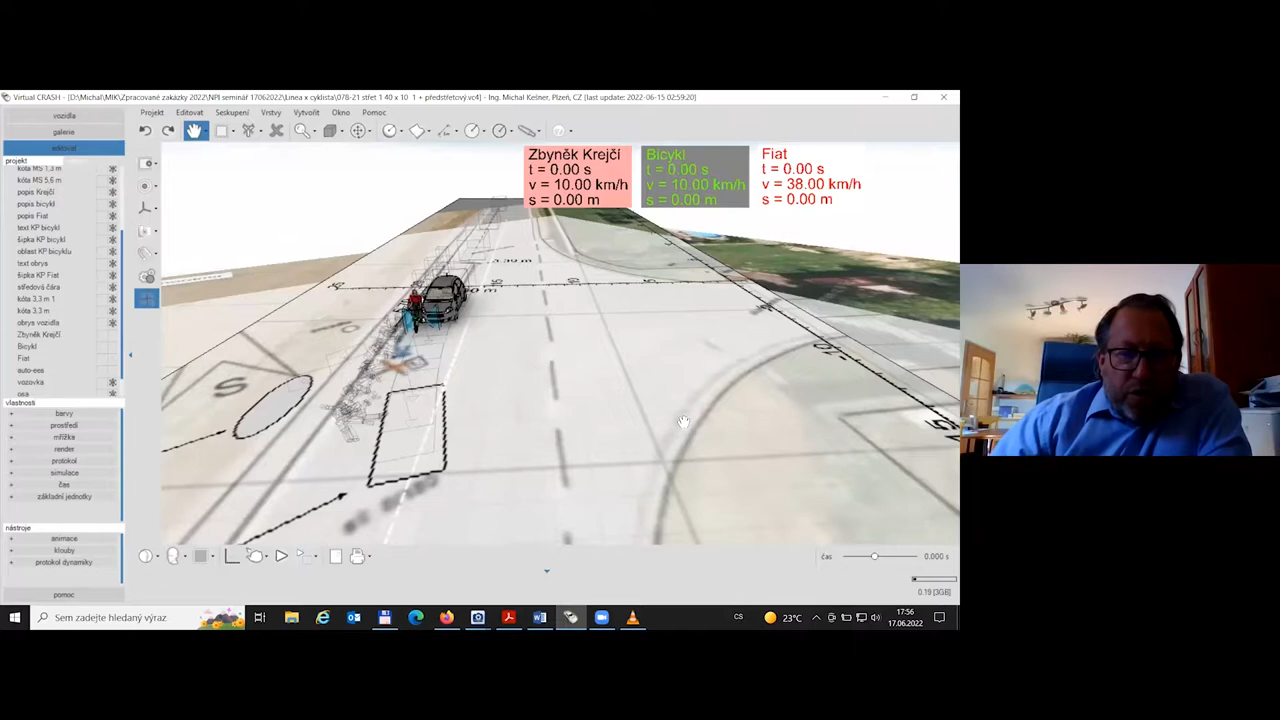 Virtual CRASH - [D:\Michal\MIK\Zpracované zakázky 2022\NPI seminář 17062022\Linea x cyklista\078-21 střet 1 40 x 10 1 + předstřetový.vc4] - Ing. Michal Kešner, Plzeň, CZ [last update: 2022-06-15 02:59:20]
vozidla
galerie
editovat
projekt
Projekt Editovat Seskupení Vrstvy Vytvořit Okno Pomoc
kóta MS 1,3 m
kóta MS 5,6 m
popis Krejčí
popis bicykl
popis Fiat
text KP bicykl
šipka KP bicykl
oblast KP bicyklu
text obrys
šipka KP Fiat
středová čára
kóta 3,3 m 1
kóta 3.3 m
obrys vozidla
Zbyněk Krejčí
Bicykl
Fiat
auto-ees
vozovka
osa
vlastnosti
barvy
prostředí
mřížka
render
protokol
simulace
čas
základní jednotky
nástroje
animace
klouby
protokol dynamiky
pomoc
Zbyněk Krejčí
t = 0.00 s
v = 10.00 km/h
s = 0.00 m
Bicykl
t = 0.00 s
v = 10.00 km/h
s = 0.00 m
Fiat
t = 0.00 s
v = 38.00 km/h
s = 0.00 m
S
čas 0.000 s
0.19 [3GB]
Sem zadejte hledaný výraz
CS
23°C
17:56
17.06.2022